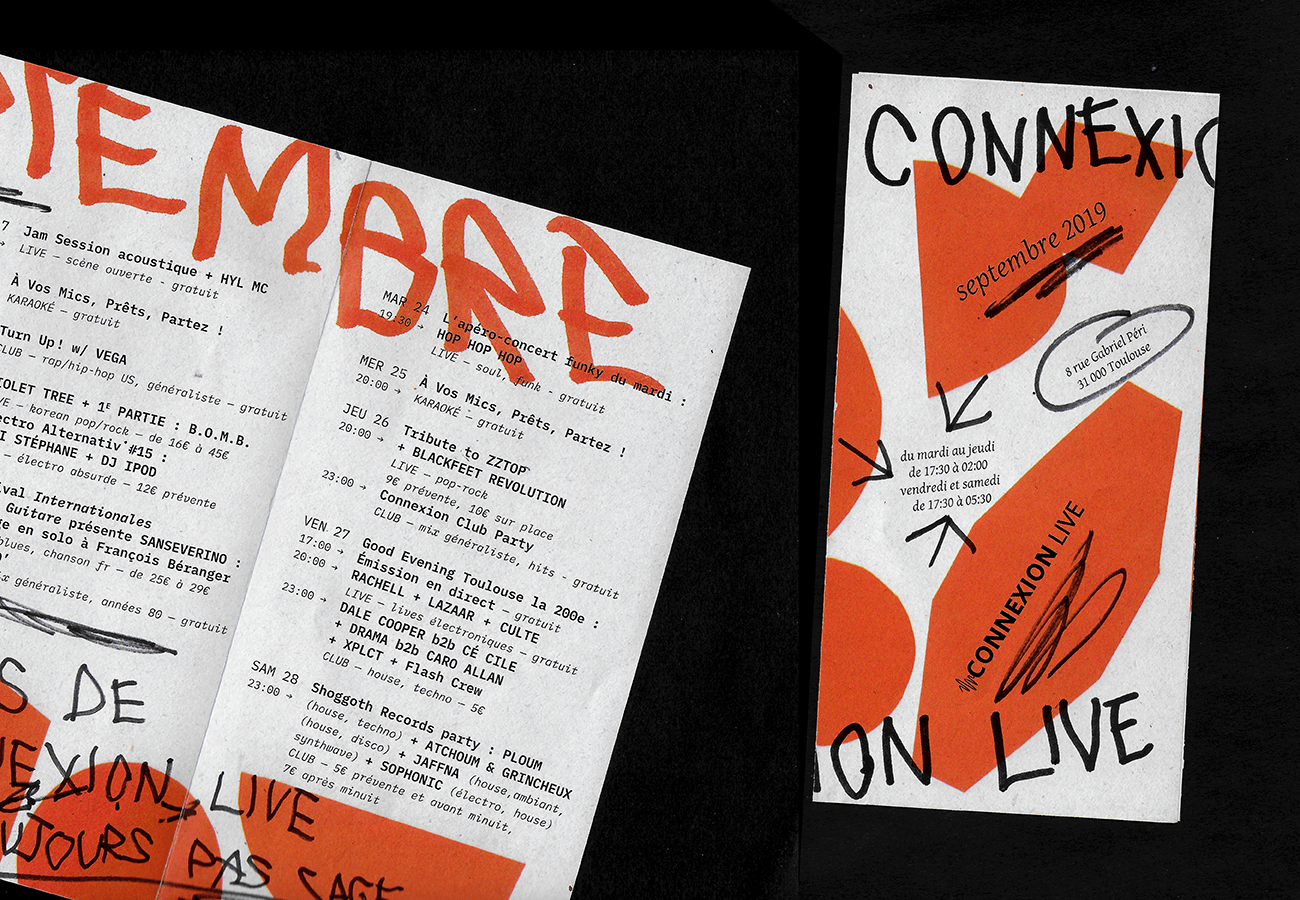 TEMBRE
7 Jam Session acoustique + HYL MC
→ LIVE – scène ouverte - gratuit
À Vos Mics, Prêts, Partez !
KARAOKÉ – gratuit
Turn Up! w/ VEGA
CLUB – rap/hip-hop US, généraliste – gratuit
IOLET TREE + 1ᴱ PARTIE : B.O.M.B.
VE – korean pop/rock – de 16€ à 45€
ectro Alternativ'#15 :
I STÉPHANE + DJ IPOD
– électro absurde – 12€ prévente
val Internationales
Guitare présente SANSEVERINO :
ge en solo à François Béranger
blues, chanson fr – de 25€ à 29€
ix généraliste, années 80 – gratuit
S DE
NEXION LIVE
OUJOURS PAS SAGE
MAR 24
19:30 → L'apéro-concert funky du mardi :
HOP HOP HOP
LIVE – soul, funk - gratuit
MER 25
20:00 → À Vos Mics, Prêts, Partez !
KARAOKÉ – gratuit
JEU 26
20:00 → Tribute to ZZTOP
+ BLACKFEET REVOLUTION
LIVE – pop-rock
9€ prévente, 10€ sur place
23:00 → Connexion Club Party
CLUB – mix généraliste, hits - gratuit
VEN 27
17:00 → Good Evening Toulouse la 200e :
20:00 → Émission en direct – gratuit
RACHELL + LAZAAR + CULTE
LIVE – lives électroniques – gratuit
23:00 → DALE COOPER b2b CÉ CILE
+ DRAMA b2b CARO ALLAN
+ XPLCT + Flash Crew
CLUB – house, techno – 5€
SAM 28
23:00 → Shoggoth Records party : PLOUM
(house, techno) + ATCHOUM & GRINCHEUX
(house, disco) + JAFFNA (house,ambiant,
synthwave) + SOPHONIC (électro, house)
CLUB – 5€ prévente et avant minuit,
7€ après minuit
CONNEXIO
septembre 2019
8 rue Gabriel Péri
31 000 Toulouse
du mardi au jeudi
de 17:30 à 02:00
vendredi et samedi
de 17:30 à 05:30
CONNEXION LIVE
ION LIVE